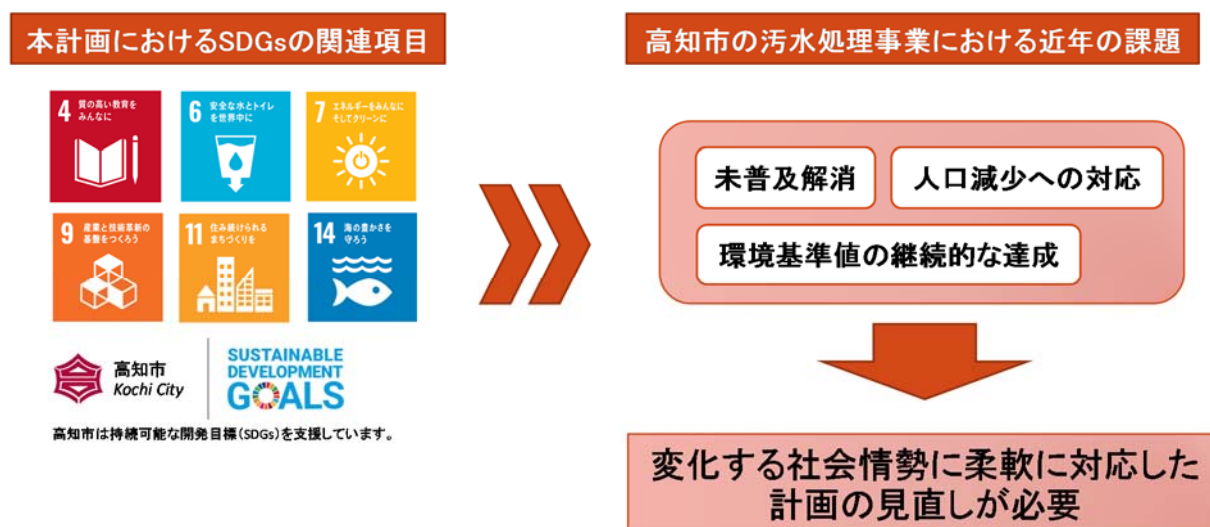 本計画におけるSDGsの関連項目
4 質の高い教育を
みんなに
6 安全な水とトイレ
を世界中に
7 エネルギーをみんなに
そしてクリーンに
9 産業と技術革新の
基盤をつくろう
11 住み続けられる
まちづくりを
14 海の豊かさを
守ろう
高知市
Kochi City
SUSTAINABLE
DEVELOPMENT
GOALS
高知市は持続可能な開発目標(SDGs)を支援しています。
高知市の汚水処理事業における近年の課題
未普及解消
人口減少への対応
環境基準値の継続的な達成
変化する社会情勢に柔軟に対応した
計画の見直しが必要